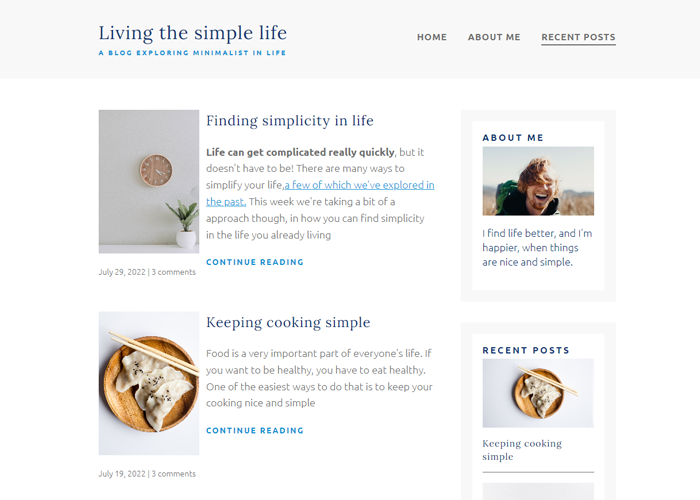 Living the simple life
A BLOG EXPLORING MINIMALIST IN LIFE
HOME
ABOUT ME
RECENT POSTS
Finding simplicity in life
Life can get complicated really quickly, but it
doesn't have to be! There are many ways to
simplify your life,a few of which we've explored in
the past. This week we're taking a bit of a
approach though, in how you can find simplicity
in the life you already living
CONTINUE READING
July 29, 2022 | 3 comments
Keeping cooking simple
Food is a very important part of everyone's life. If
you want to be healthy, you have to eat healthy.
One of the easiest ways to do that is to keep your
cooking nice and simple
CONTINUE READING
July 19, 2022 | 3 comments
ABOUT ME
I find life better, and I'm
happier, when things
are nice and simple.
RECENT POSTS
Keeping cooking
simple